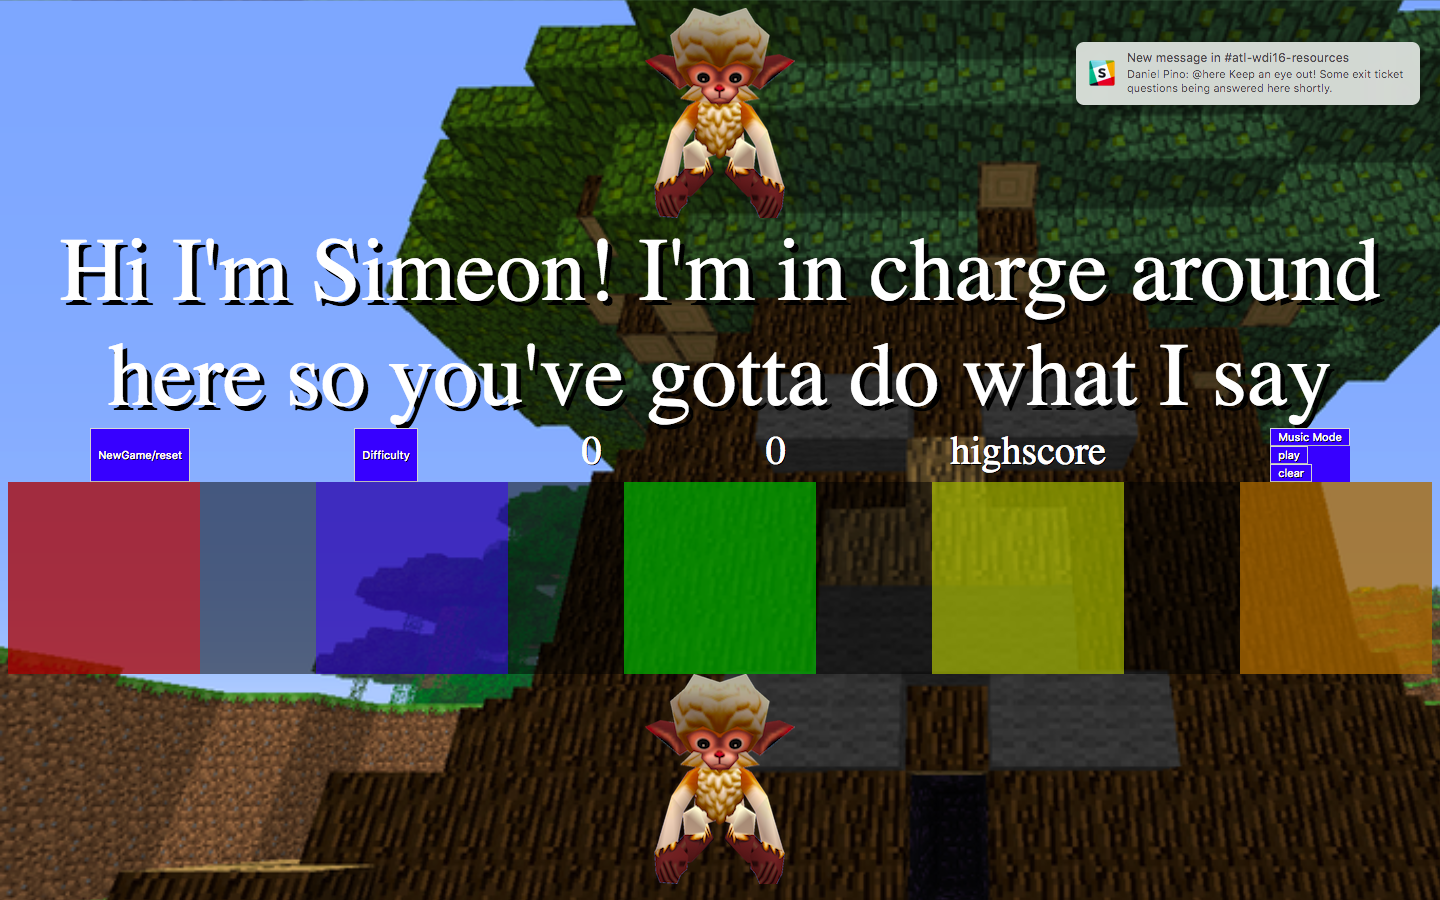 New message in #atl-wdi16-resources
Daniel Pino: @here Keep an eye out! Some exit ticket
questions being answered here shortly.
S
Hi I'm Simeon! I'm in charge around
here so you've gotta do what I say
NewGame/reset
Difficulty
0
0
highscore
Music Mode
play
clear